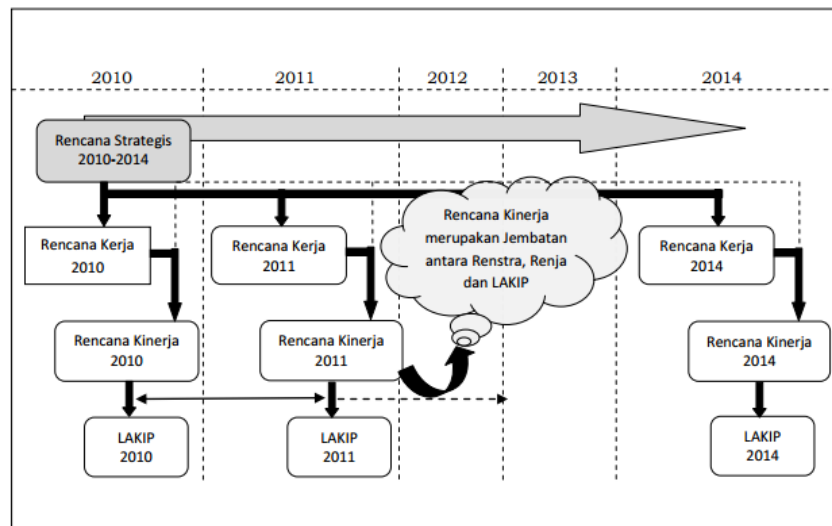 2010
2011
2012
2013
2014
Rencana Strategis
2010-2014
Rencana Kerja
2010
Rencana Kerja
2011
Rencana Kinerja
merupakan Jembatan
antara Renstra, Renja
dan LAKIP
Rencana Kerja
2014
Rencana Kinerja
2010
Rencana Kinerja
2011
Rencana Kinerja
2014
LAKIP
2010
LAKIP
2011
LAKIP
2014